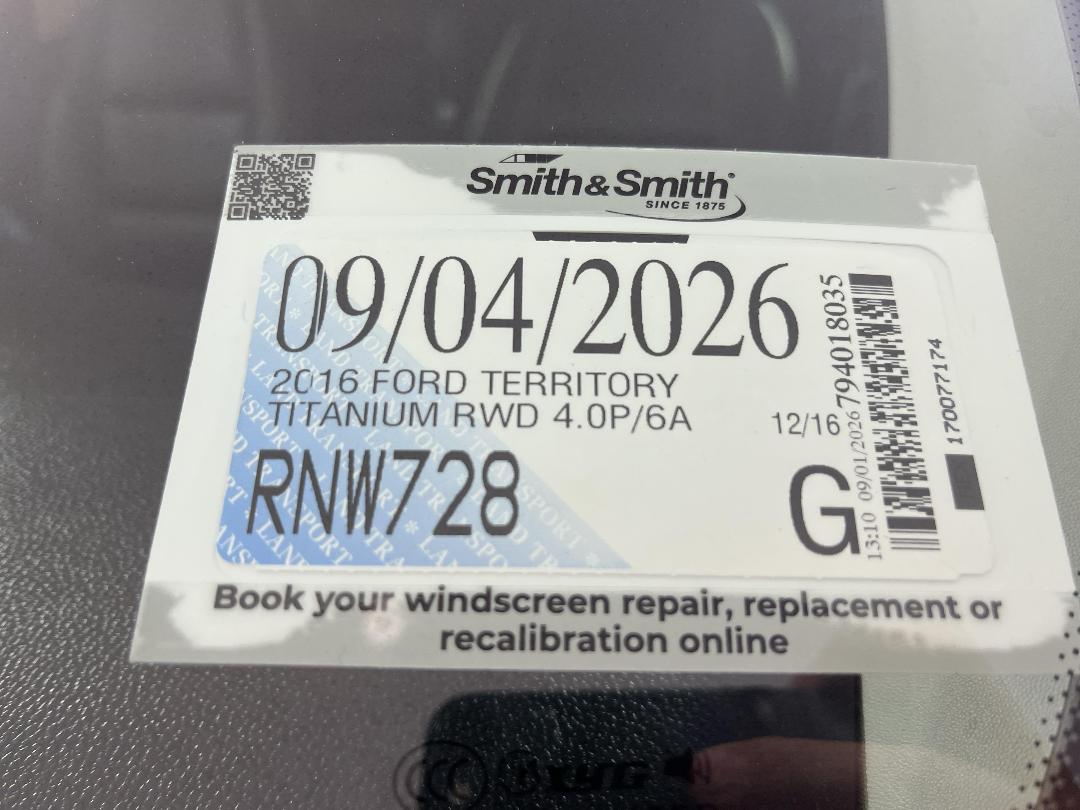 Smith&Smith®
SINCE 1875
09/04/2026
2016 FORD TERRITORY
TITANIUM RWD 4.0P/6A
12/16
RNW728
G
13:10 09/01/2026 794018035
170077174
Book your windscreen repair, replacement or
recalibration online
XYG